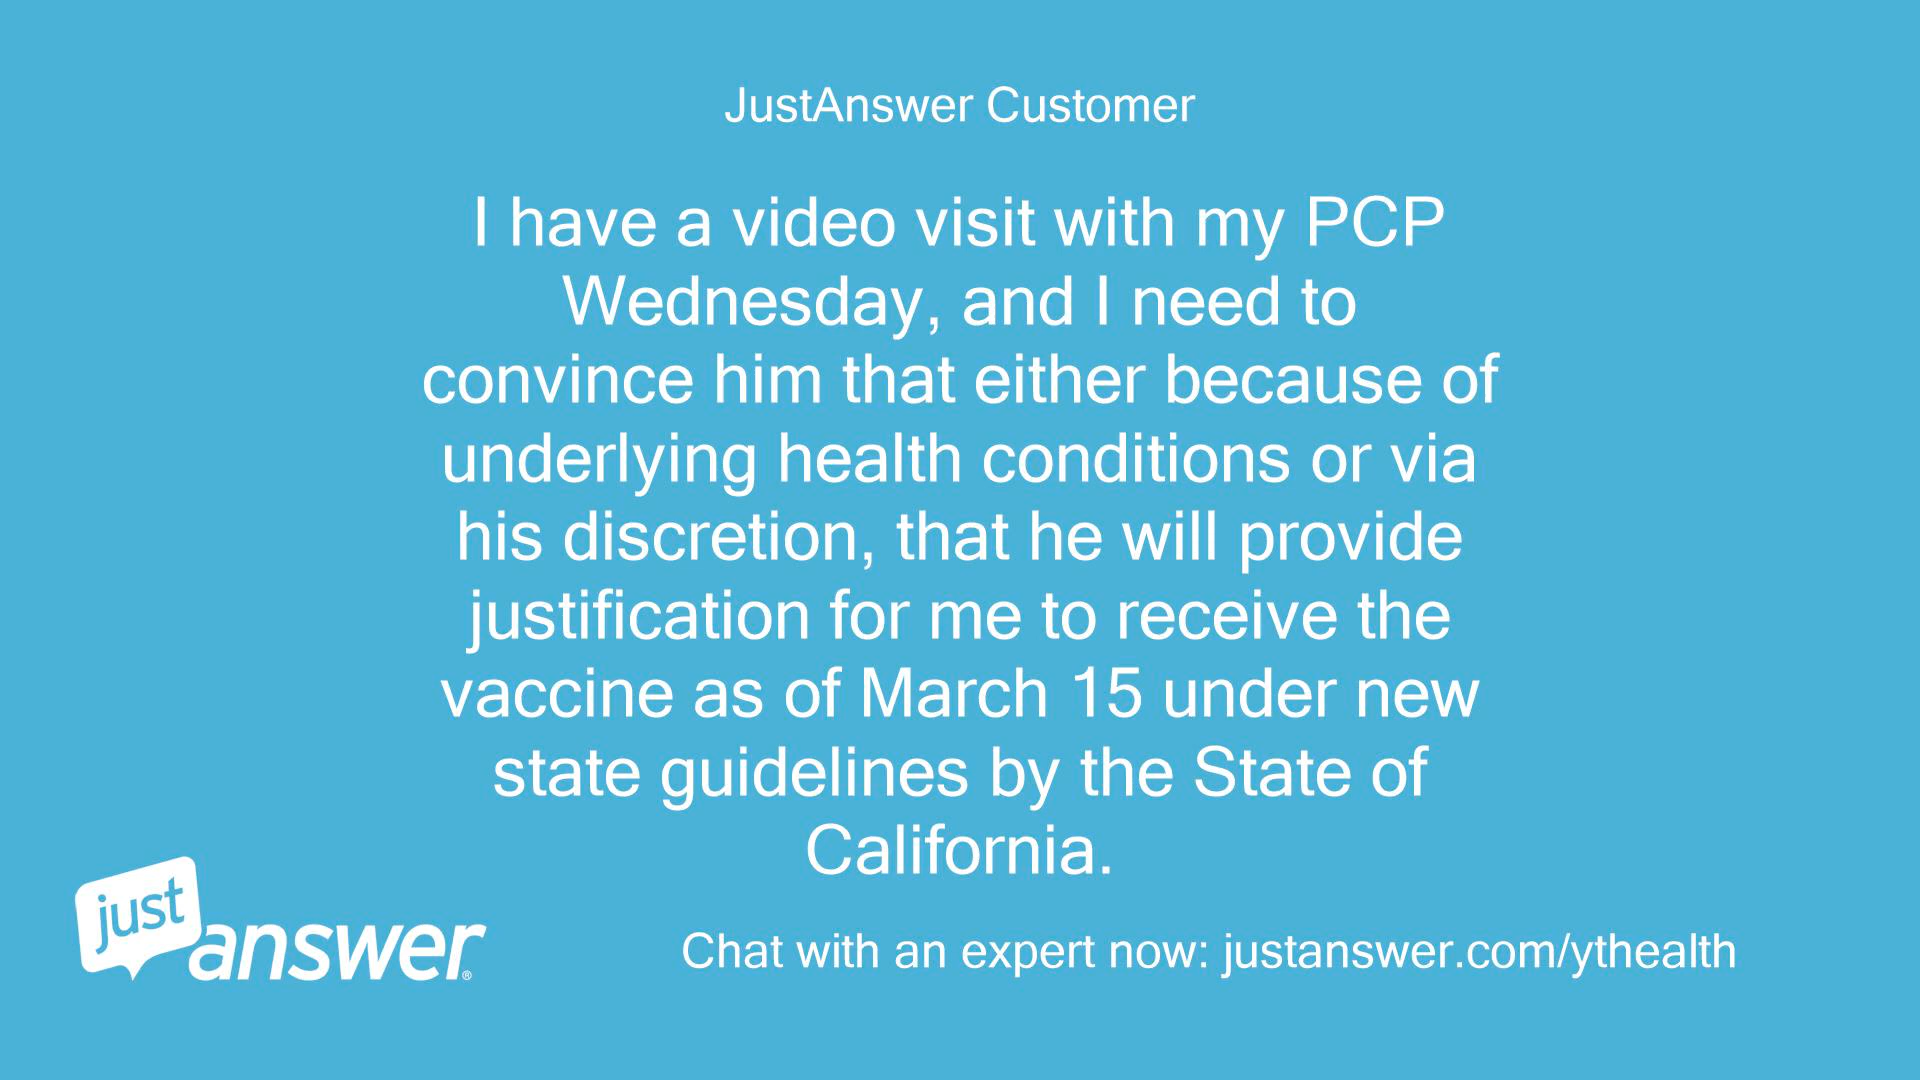 JustAnswer Customer
I have a video visit with my PCP
Wednesday, and I need to
convince him that either because of
underlying health conditions or via
his discretion, that he will provide
justification for me to receive the
vaccine as of March 15 under new
state guidelines by the State of
California.
just
answer®
Chat with an expert now: justanswer.com/ythealth